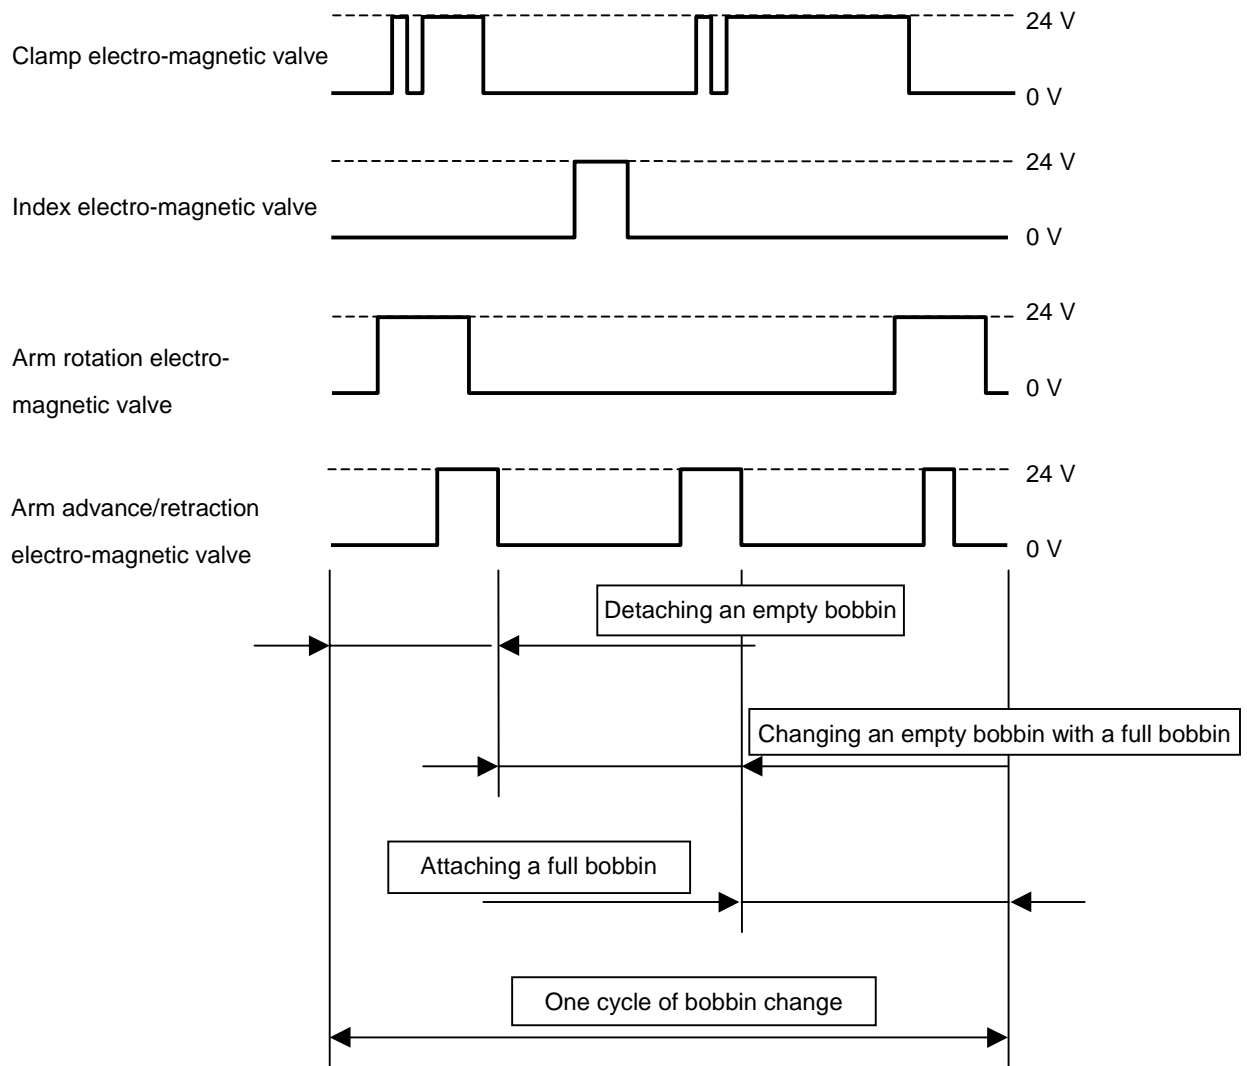 24 V
Clamp electro-magnetic valve
0 V
24 V
Index electro-magnetic valve
0 V
24 V
Arm rotation electro-
magnetic valve
0 V
24 V
Arm advance/retraction
electro-magnetic valve
0 V
Detaching an empty bobbin
Changing an empty bobbin with a full bobbin
Attaching a full bobbin
One cycle of bobbin change